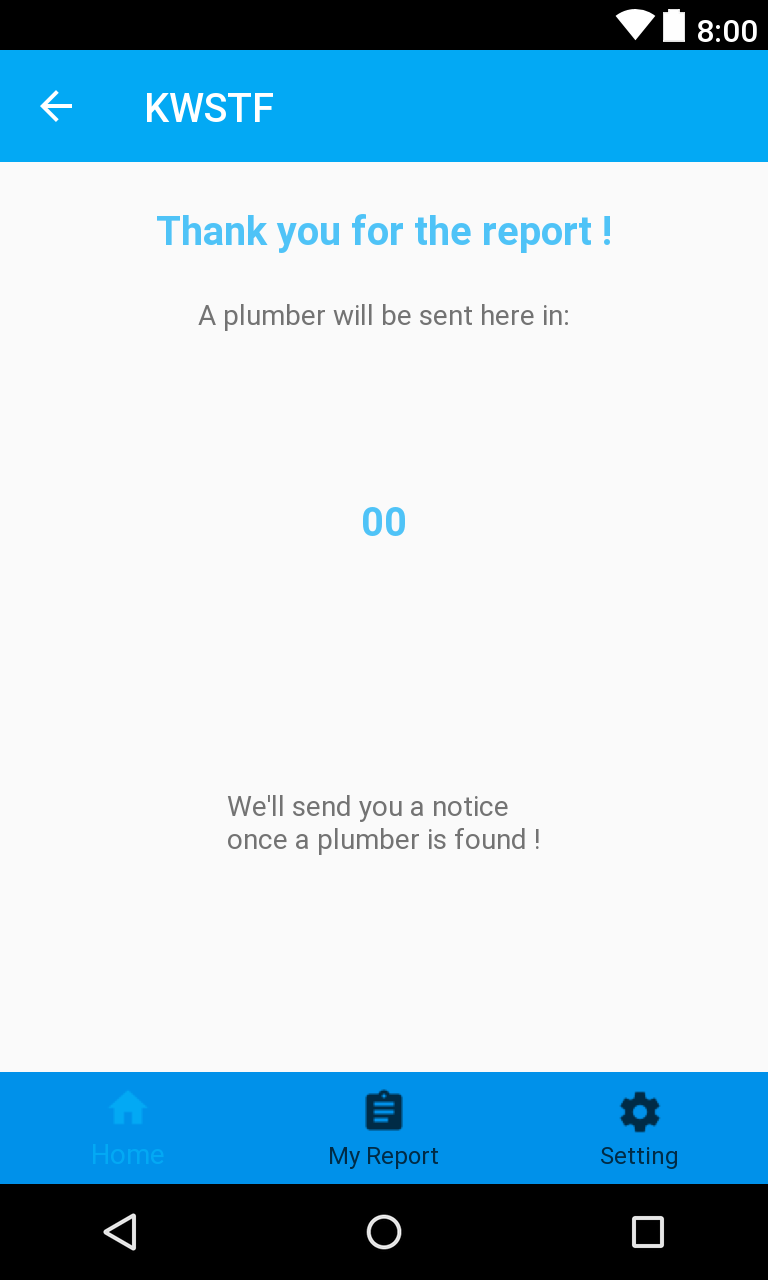 8:00
KWSTF
Thank you for the report !
A plumber will be sent here in:
00
We'll send you a notice
once a plumber is found !
Home
My Report
Setting